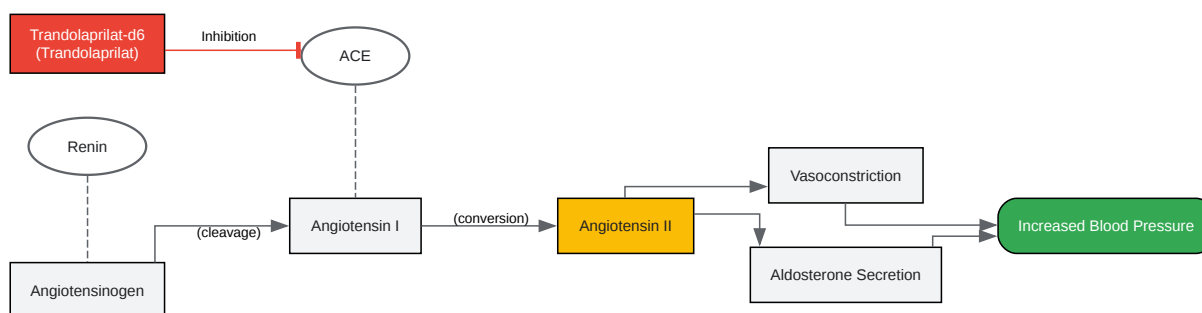 Trandolaprilat-d6
(Trandolaprilat)
Inhibition
ACE
Renin
Vasoconstriction
Angiotensin I
(conversion)
Angiotensin II
Increased Blood Pressure
(cleavage)
Angiotensinogen
Aldosterone Secretion